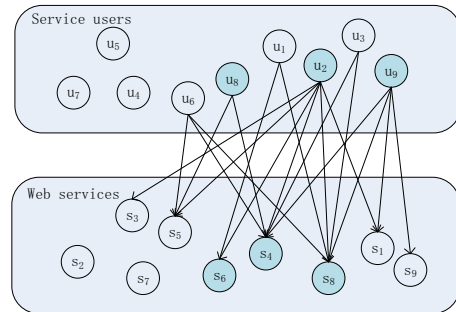 Service users
u5
u1
u3
u2
u9
u8
u7
u4
u6
Web services
s3
s5
s1
s4
s2
s9
s6
s8
s7